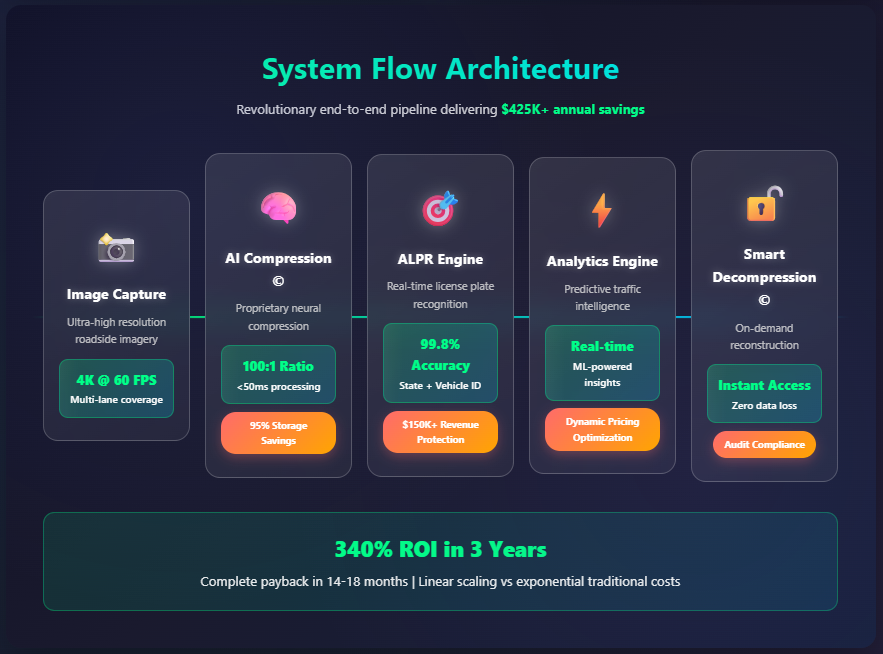 System Flow Architecture
Revolutionary end-to-end pipeline delivering $425K+ annual savings
Image Capture
Ultra-high resolution
roadside imagery
4K @ 60 FPS
Multi-lane coverage
AI Compression
©
Proprietary neural
compression
100:1 Ratio
<50ms processing
95% Storage
Savings
ALPR Engine
Real-time license plate
recognition
99.8%
Accuracy
State + Vehicle ID
$150K+ Revenue
Protection
Analytics Engine
Predictive traffic
intelligence
Real-time
ML-powered
insights
Dynamic Pricing
Optimization
Smart
Decompression
©
On-demand
reconstruction
Instant Access
Zero data loss
Audit Compliance
340% ROI in 3 Years
Complete payback in 14-18 months | Linear scaling vs exponential traditional costs